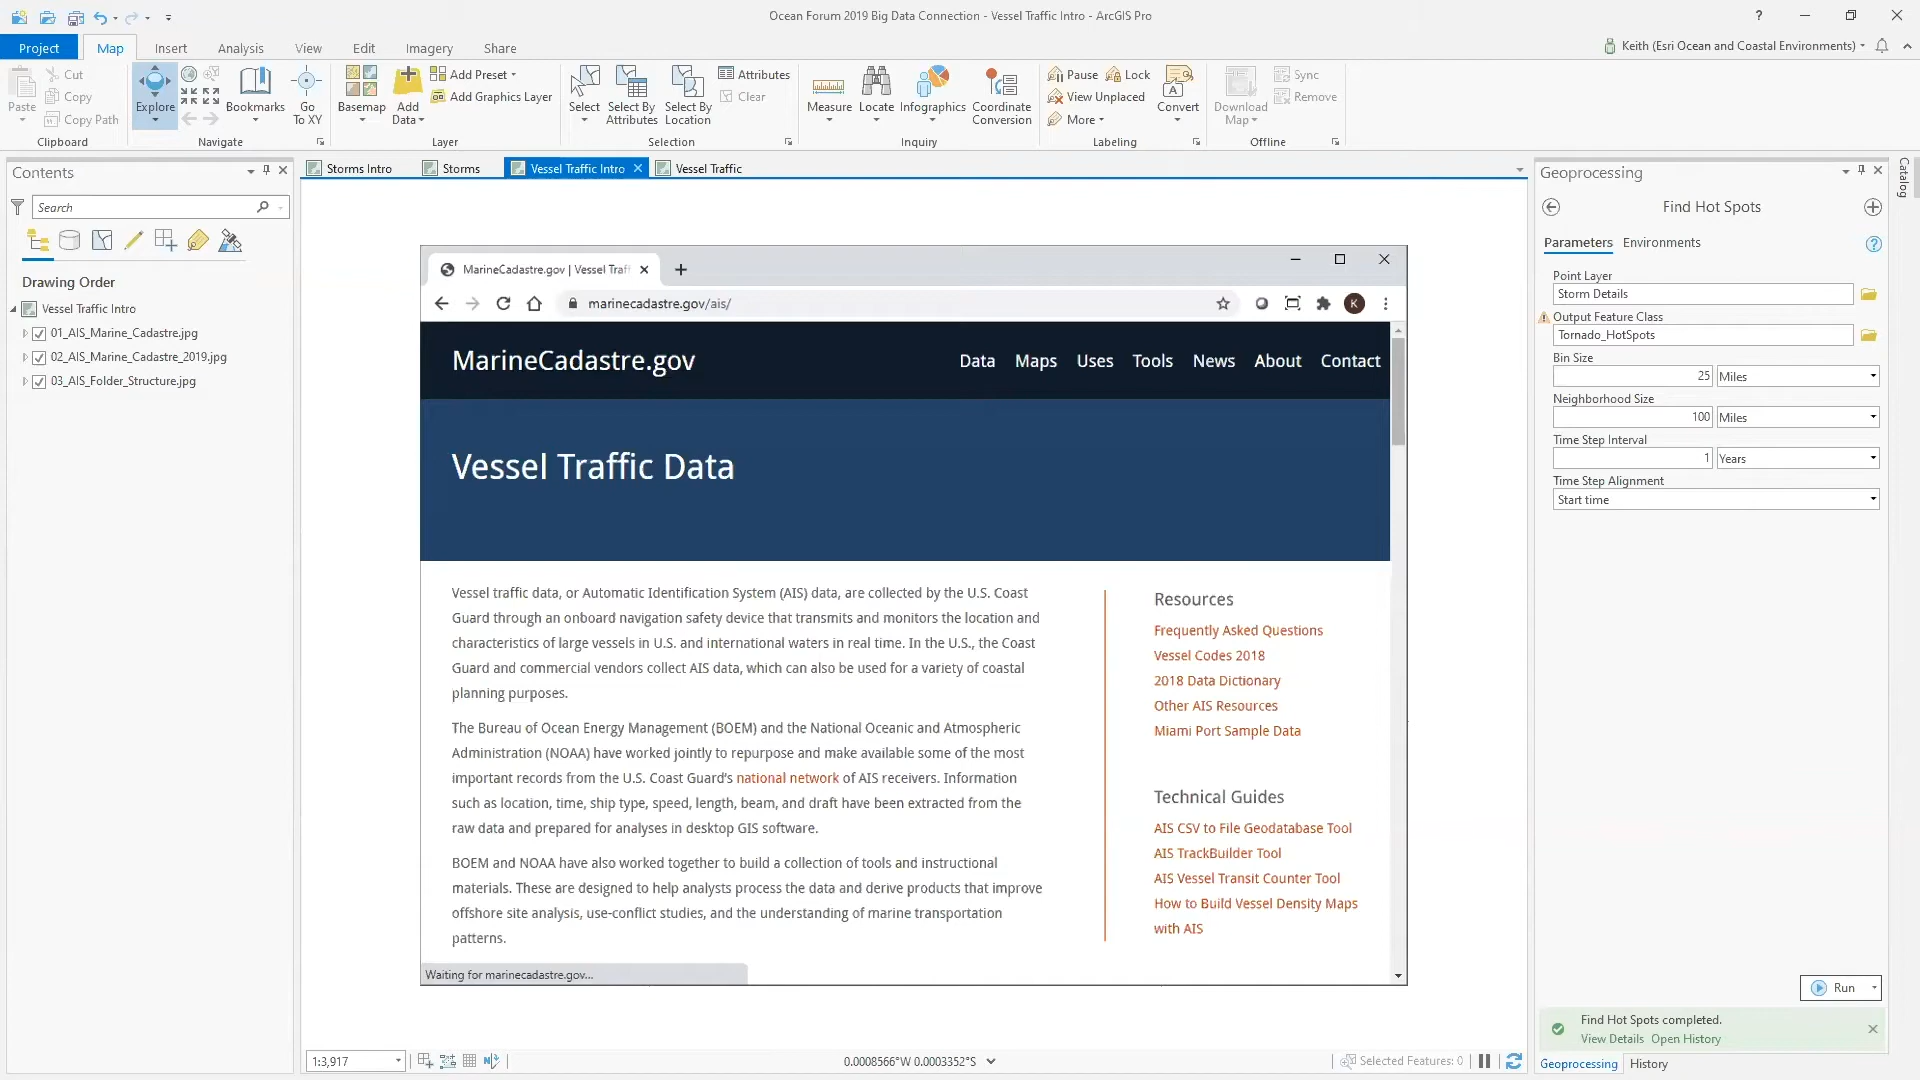 Ocean Forum 2019 Big Data Connection - Vessel Traffic Intro - ArcGIS Pro
?
Project
Map
Insert
Analysis
View
Edit
Imagery
Share
Keith (Esri Ocean and Coastal Environments)
Paste
Cut
Copy
Copy Path
Clipboard
Explore
Bookmarks
Go
To XY
Navigate
Basemap
Add
Data
Add Preset
Add Graphics Layer
Layer
Select
Select By
Attributes
Select By
Location
Attributes
Clear
Selection
Measure
Locate
Infographics
Coordinate
Conversion
Inquiry
Pause
Lock
View Unplaced
More
Convert
Labeling
Download
Map
Sync
Remove
Offline
Contents
Search
Drawing Order
Vessel Traffic Intro
01_AIS_Marine_Cadastre.jpg
02_AIS_Marine_Cadastre_2019.jpg
03_AIS_Folder_Structure.jpg
Storms Intro
Storms
Vessel Traffic Intro
Vessel Traffic
MarineCadastre.gov | Vessel Traff
marinecadastre.gov/ais/
K
MarineCadastre.gov
Data
Maps
Uses
Tools
News
About
Contact
Vessel Traffic Data
Vessel traffic data, or Automatic Identification System (AIS) data, are collected by the U.S. Coast
Guard through an onboard navigation safety device that transmits and monitors the location and
characteristics of large vessels in U.S. and international waters in real time. In the U.S., the Coast
Guard and commercial vendors collect AIS data, which can also be used for a variety of coastal
planning purposes.
The Bureau of Ocean Energy Management (BOEM) and the National Oceanic and Atmospheric
Administration (NOAA) have worked jointly to repurpose and make available some of the most
important records from the U.S. Coast Guard's national network of AIS receivers. Information
such as location, time, ship type, speed, length, beam, and draft have been extracted from the
raw data and prepared for analyses in desktop GIS software.
BOEM and NOAA have also worked together to build a collection of tools and instructional
materials. These are designed to help analysts process the data and derive products that improve
offshore site analysis, use-conflict studies, and the understanding of marine transportation
patterns.
Resources
Frequently Asked Questions
Vessel Codes 2018
2018 Data Dictionary
Other AIS Resources
Miami Port Sample Data
Technical Guides
AIS CSV to File Geodatabase Tool
AIS TrackBuilder Tool
AIS Vessel Transit Counter Tool
How to Build Vessel Density Maps
with AIS
Waiting for marinecadastre.gov...
1:3,917
0.0008566°W 0.0003352°S
Selected Features: 0
Geoprocessing
Find Hot Spots
Parameters
Environments
?
Point Layer
Storm Details
Output Feature Class
Tornado_HotSpots
Bin Size
25
Miles
Neighborhood Size
100
Miles
Time Step Interval
1
Years
Time Step Alignment
Start time
Run
Find Hot Spots completed.
View Details
Open History
Geoprocessing
History
Catalog